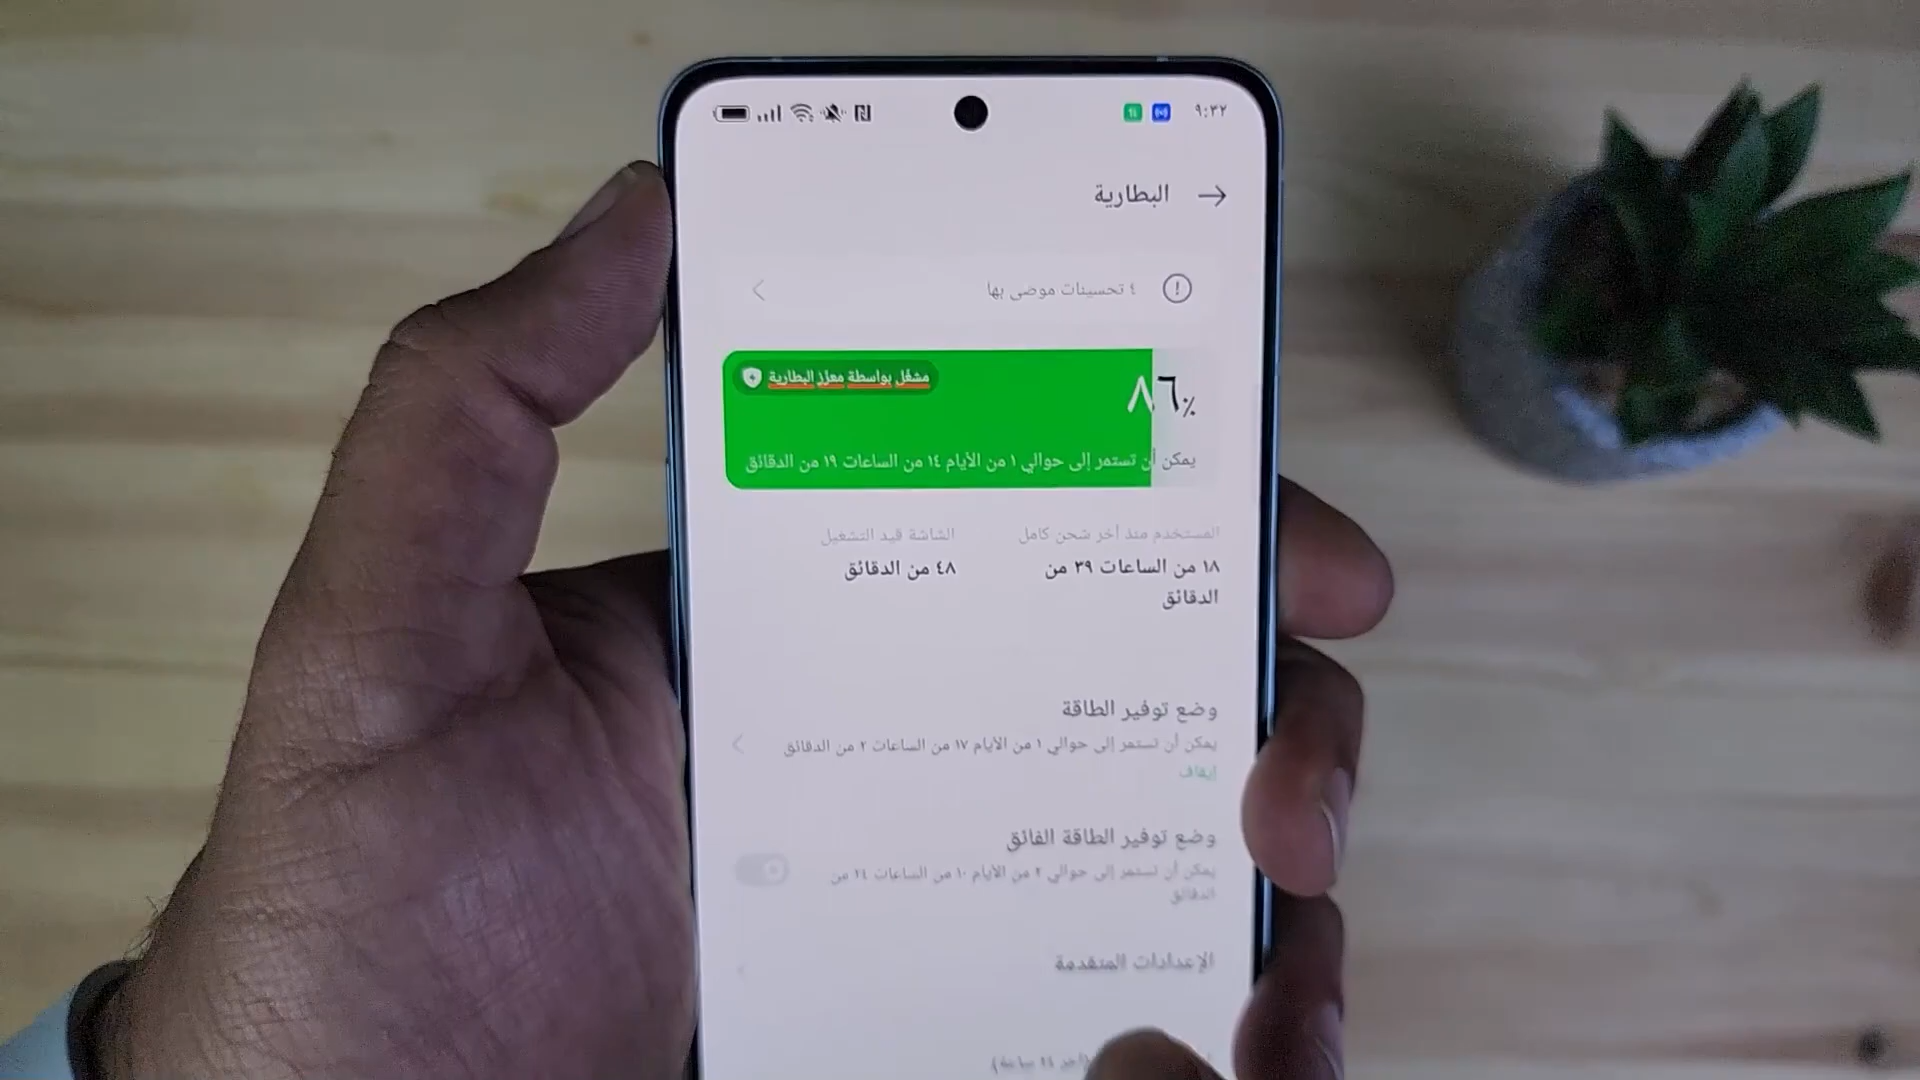 ٩:٣٢
البطارية
٤ تحسينات موصى بها
٨٦٪
مشغّل بواسطة معزز البطارية
يمكن أن تستمر إلى حوالي ١ من الأيام ١٤ من الساعات ١٩ من الدقائق
المستخدم منذ آخر شحن كامل
١٨ من الساعات ٣٩ من
الدقائق
الشاشة قيد التشغيل
٤٨ من الدقائق
وضع توفير الطاقة
يمكن أن تستمر إلى حوالي ١ من الأيام ١٧ من الساعات ٢ من الدقائق
إيقاف
وضع توفير الطاقة الفائق
يمكن أن تستمر إلى حوالي ٢ من الأيام ١٠ من الساعات ٢٤ من
الدقائق
الإعدادات المتقدمة